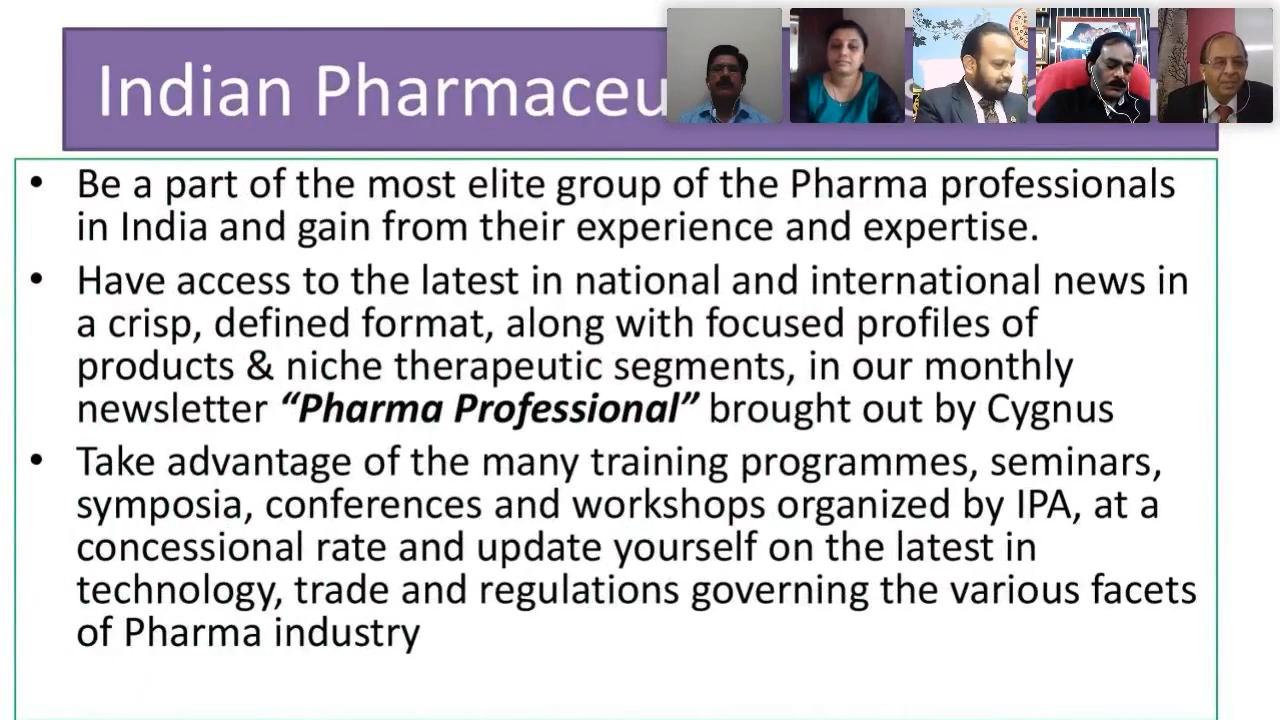 Indian
• Be a part of the most elite group of the Pharma professionals
in India and gain from their experience and expertise.
• Have access to the latest in national and international news in
a crisp, defined format, along with focused profiles of
products & niche therapeutic segments, in our monthly
newsletter “Pharma Professional” brought out by Cygnus
• Take advantage of the many training programmes, seminars,
symposia, conferences and workshops organized by IPA, at a
concessional rate and update yourself on the latest in
technology, trade and regulations governing the various facets
of Pharma industry